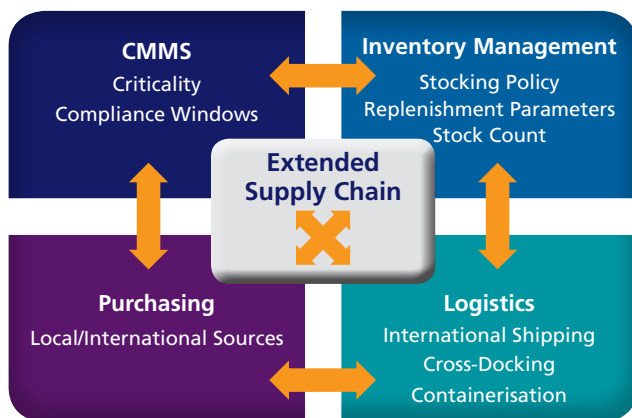 CMMS
Criticality
Compliance Windows
Inventory Management
Stocking Policy
Replenishment Parameters
Stock Count
Extended
Supply Chain
Purchasing
Local/International Sources
Logistics
International Shipping
Cross-Docking
Containerisation